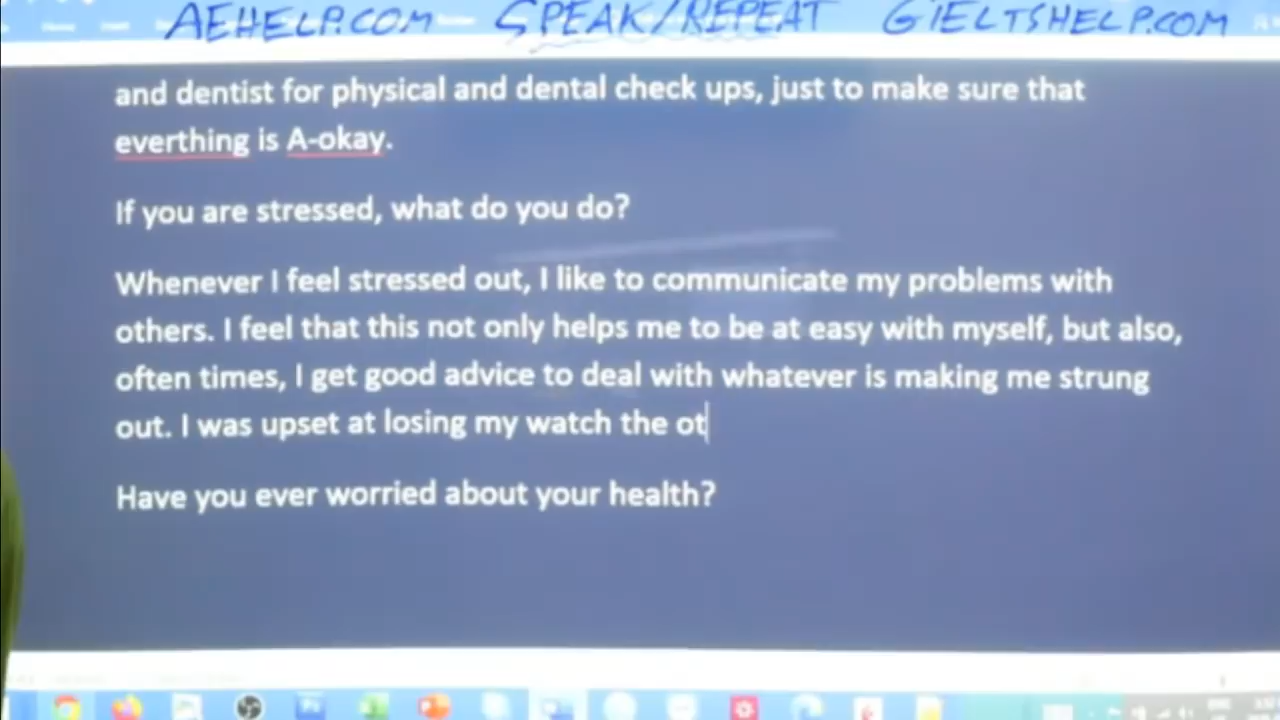 AEHELP.COM SPEAK/REPEAT GIELTSHELP.COM
and dentist for physical and dental check ups, just to make sure that
everthing is A-okay.
If you are stressed, what do you do?
Whenever I feel stressed out, I like to communicate my problems with
others. I feel that this not only helps me to be at easy with myself, but also,
often times, I get good advice to deal with whatever is making me strung
out. I was upset at losing my watch the ot
Have you ever worried about your health?